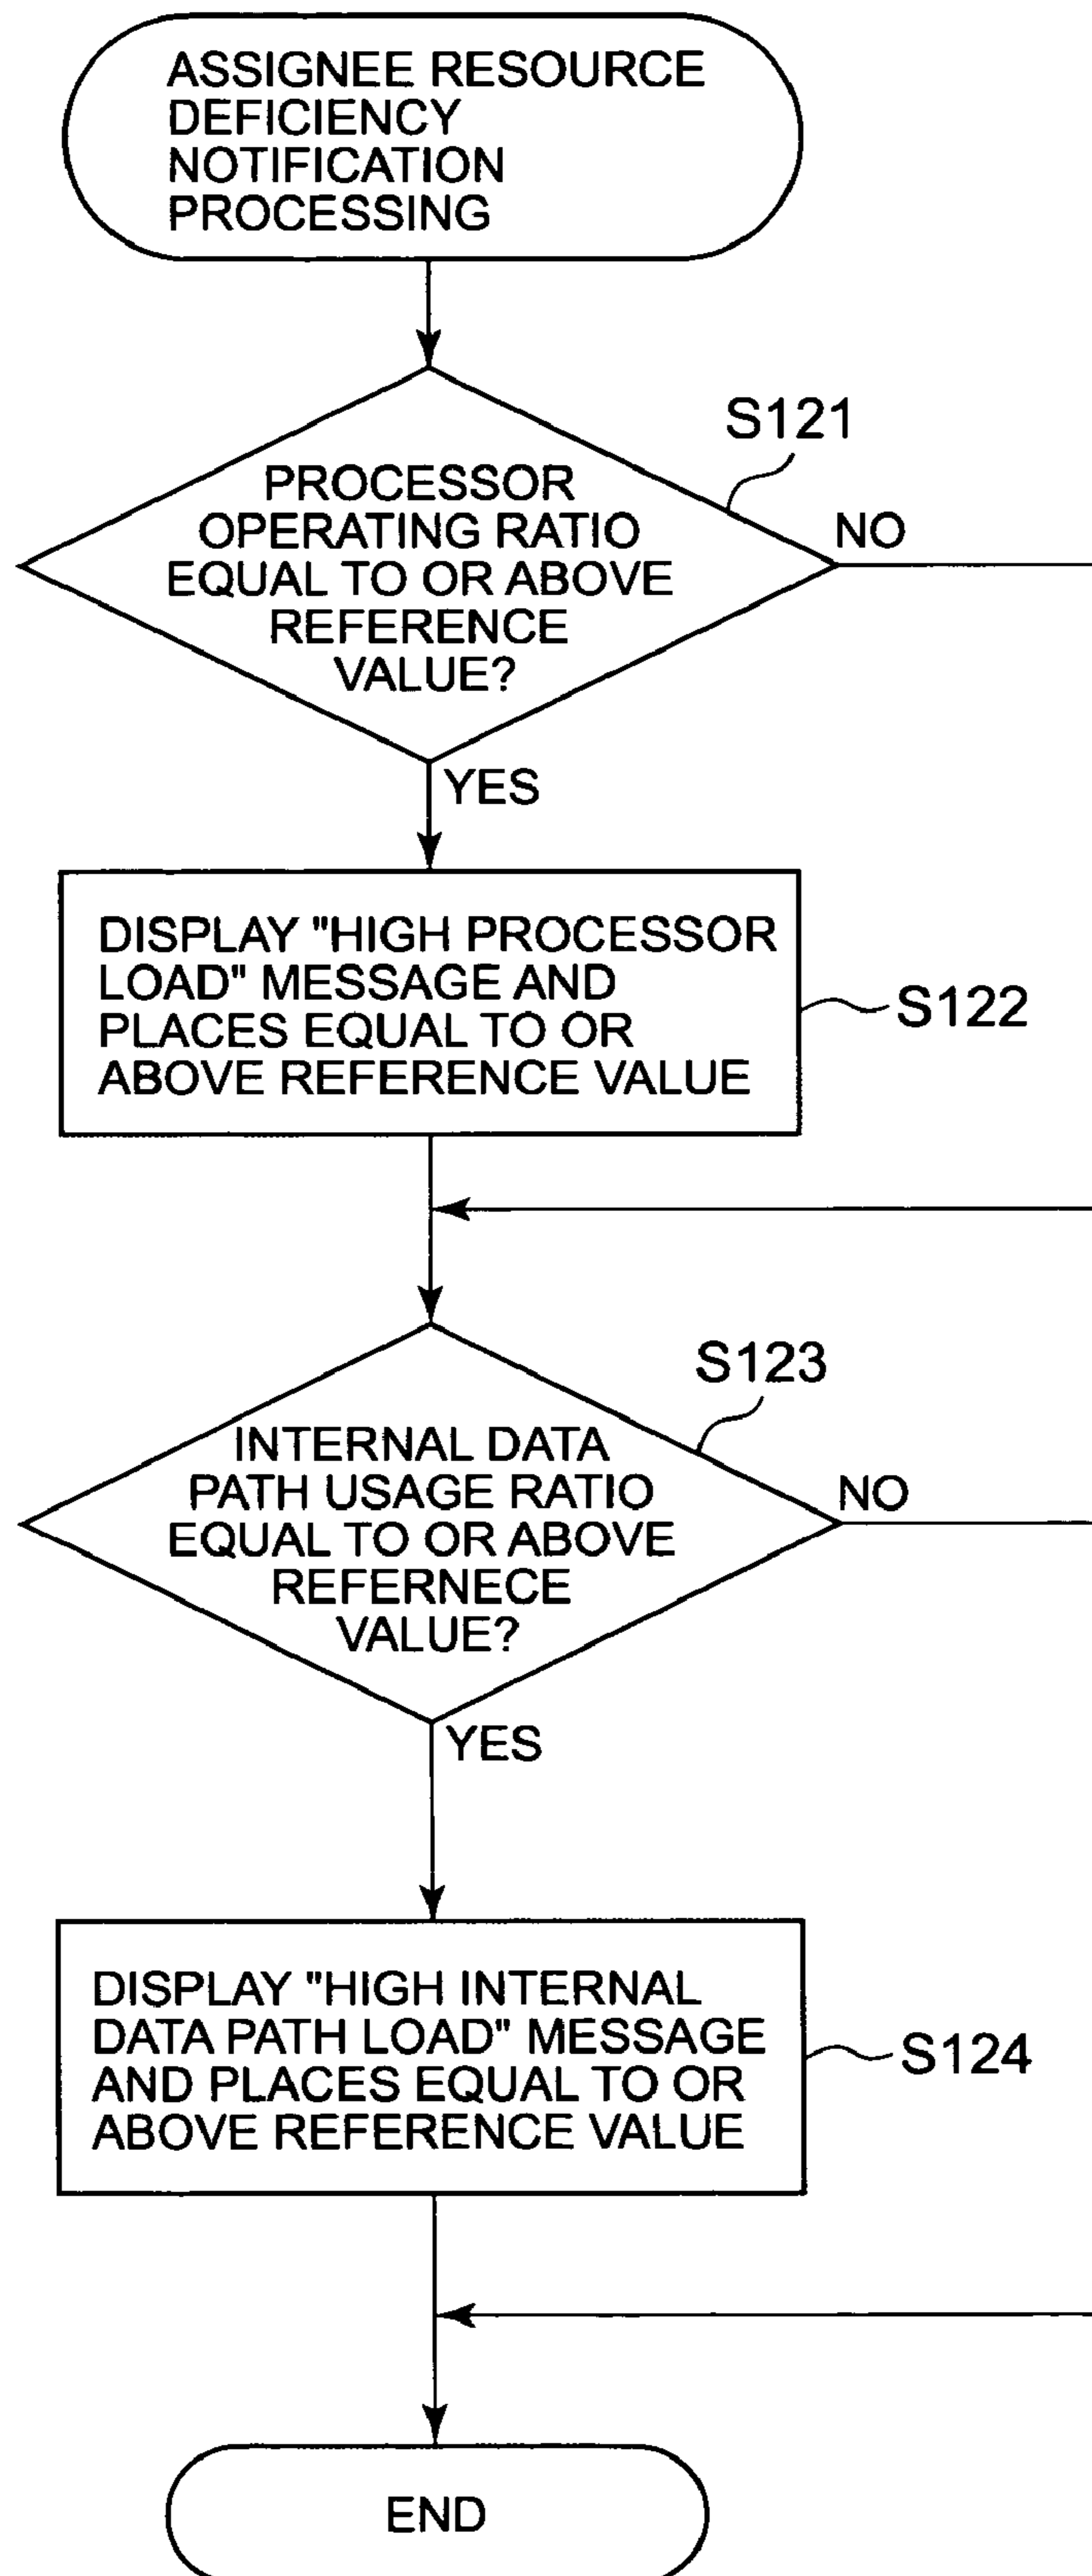 ASSIGNEE RESOURCE
DEFICIENCY
NOTIFICATION
PROCESSING
S121
PROCESSOR
OPERATING RATIO
EQUAL TO OR ABOVE
REFERENCE
VALUE?
NO
YES
DISPLAY "HIGH PROCESSOR
LOAD" MESSAGE AND
PLACES EQUAL TO OR
ABOVE REFERENCE VALUE
S122
S123
INTERNAL DATA
PATH USAGE RATIO
EQUAL TO OR ABOVE
REFERNECE
VALUE?
NO
YES
DISPLAY "HIGH INTERNAL
DATA PATH LOAD" MESSAGE
AND PLACES EQUAL TO OR
ABOVE REFERENCE VALUE
S124
END